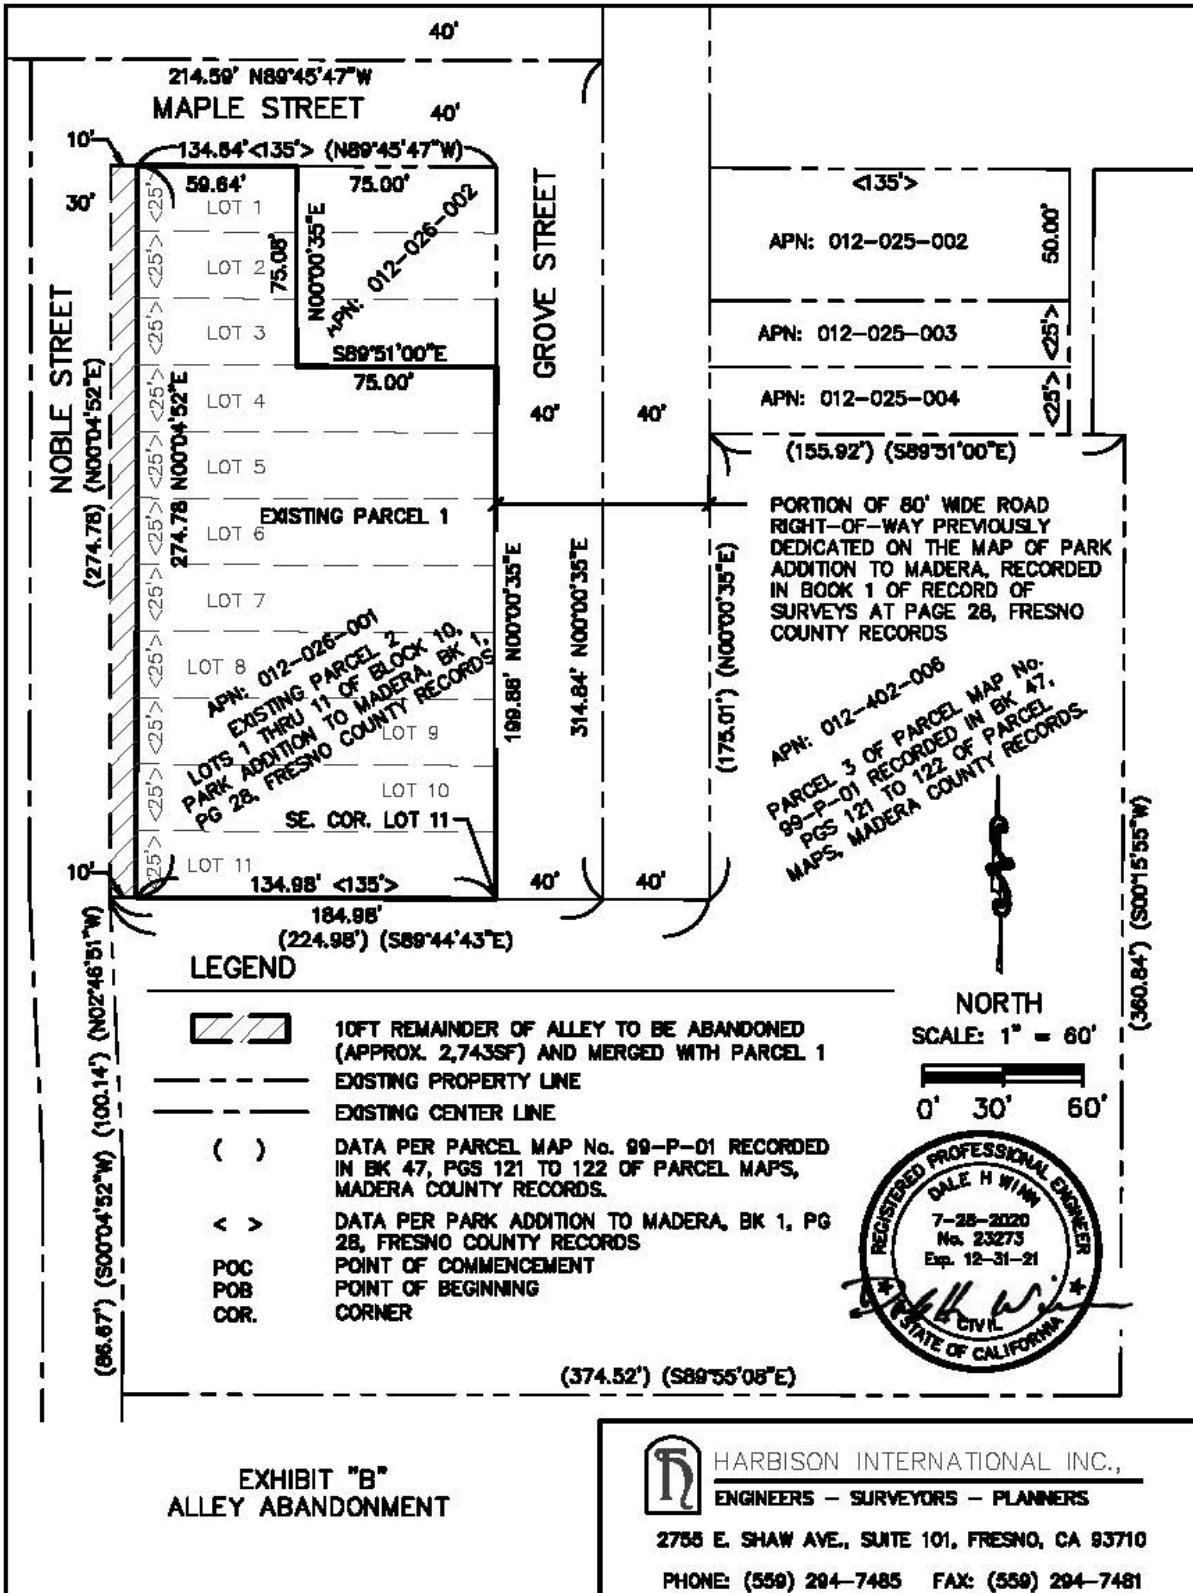 40'
214.59' N89°45'47"W
MAPLE STREET
40'
10'
134.64'<135'> (N89°45'47"W)
59.64'
75.00'
30'
<25'>
LOT 1
<25'>
LOT 2
<25'>
LOT 3
<25'>
LOT 4
<25'>
LOT 5
<25'>
LOT 6
<25'>
LOT 7
<25'>
LOT 8
<25'>
LOT 9
<25'>
LOT 10
<25'>
LOT 11
75.08'
N00°00'35"E
APN: 012-026-002
S89°51'00"E
75.00'
NOBLE STREET
(274.78) (N00°04'52"E)
274.78 N00°04'52"E
EXISTING PARCEL 1
APN: 012-026-001
EXISTING PARCEL 2
LOTS 1 THRU 11 OF BLOCK 10,
PARK ADDITION TO MADERA, BK 1,
PG 28, FRESNO COUNTY RECORDS
SE. COR. LOT 11
199.88' N00°00'35"E
GROVE STREET
40'
40'
314.84' N00°00'35"E
(175.01') (N00°00'35"E)
<135'>
APN: 012-025-002
50.00'
APN: 012-025-003
<25'>
APN: 012-025-004
<25'>
(155.92') (S89°51'00"E)
PORTION OF 80' WIDE ROAD
RIGHT-OF-WAY PREVIOUSLY
DEDICATED ON THE MAP OF PARK
ADDITION TO MADERA, RECORDED
IN BOOK 1 OF RECORD OF
SURVEYS AT PAGE 28, FRESNO
COUNTY RECORDS
APN: 012-402-006
PARCEL 3 OF PARCEL MAP No.
99-P-01 RECORDED IN BK 47,
PGS 121 TO 122 OF PARCEL
MAPS, MADERA COUNTY RECORDS.
(360.84') (S00°15'55"W)
10'
134.98' <135'>
40'
40'
184.98'
(224.98') (S89°44'43"E)
(86.67') (S00°04'52"W) (100.14') (N02°46'51"W)
LEGEND
10FT REMAINDER OF ALLEY TO BE ABANDONED
(APPROX. 2,743SF) AND MERGED WITH PARCEL 1
EXISTING PROPERTY LINE
EXISTING CENTER LINE
( ) DATA PER PARCEL MAP No. 99-P-01 RECORDED
IN BK 47, PGS 121 TO 122 OF PARCEL MAPS,
MADERA COUNTY RECORDS.
< > DATA PER PARK ADDITION TO MADERA, BK 1, PG
28, FRESNO COUNTY RECORDS
POC POINT OF COMMENCEMENT
POB POINT OF BEGINNING
COR. CORNER
NORTH
SCALE: 1" = 60'
0' 30' 60'
REGISTERED PROFESSIONAL ENGINEER
DALE H WINN
7-28-2020
No. 23273
Exp. 12-31-21
CIVIL
STATE OF CALIFORNIA
(374.52') (S89°55'08"E)
EXHIBIT "B"
ALLEY ABANDONMENT
HARBISON INTERNATIONAL INC.,
ENGINEERS - SURVEYORS - PLANNERS
2755 E. SHAW AVE., SUITE 101, FRESNO, CA 93710
PHONE: (559) 294-7485 FAX: (559) 294-7481